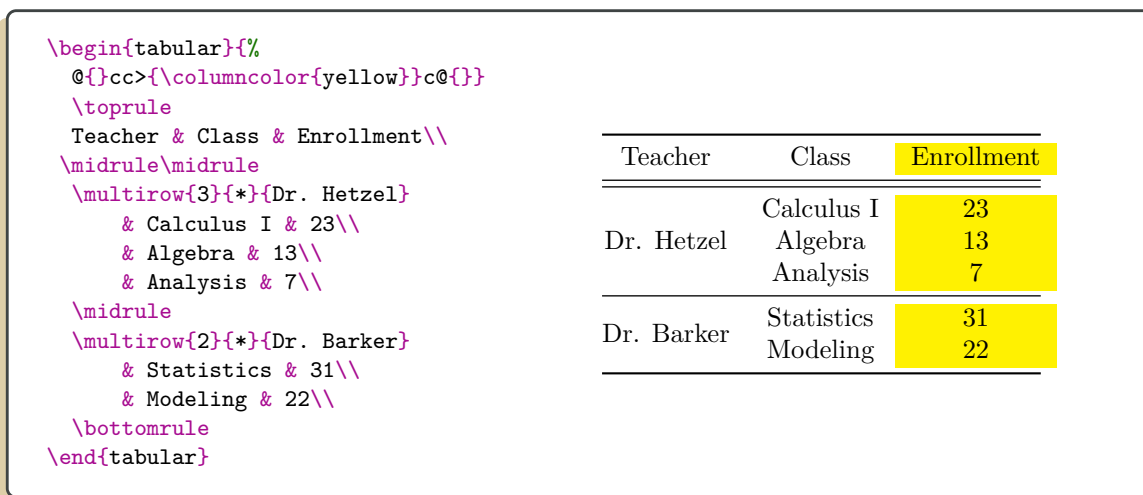 \begin{tabular}{%
  @{}cc>{\columncolor{yellow}}c@{}}
  \toprule
  Teacher & Class & Enrollment\\
 \midrule\midrule
  \multirow{3}{*}{Dr. Hetzel}
      & Calculus I & 23\\
      & Algebra & 13\\
      & Analysis & 7\\
  \midrule
  \multirow{2}{*}{Dr. Barker}
      & Statistics & 31\\
      & Modeling & 22\\
  \bottomrule
\end{tabular}
Teacher Class Enrollment
Calculus I 23
Dr. Hetzel Algebra 13
Analysis 7
Dr. Barker Statistics 31
Modeling 22